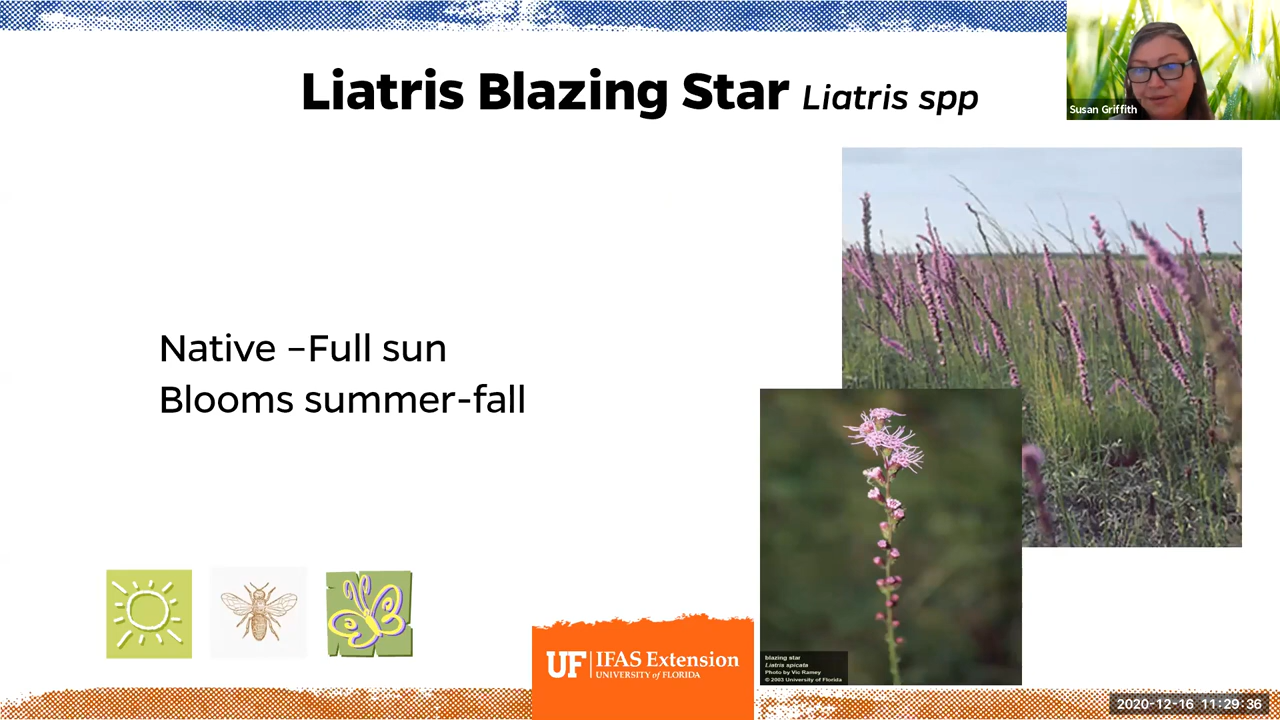 Liatris Blazing Star Liatris spp
Susan Griffith
Native –Full sun
Blooms summer-fall
blazing star
Liatris spicata
Photo by Vic Ramey
© 2003 University of Florida
UF IFAS Extension
UNIVERSITY of FLORIDA
2020-12-16 11:29:36